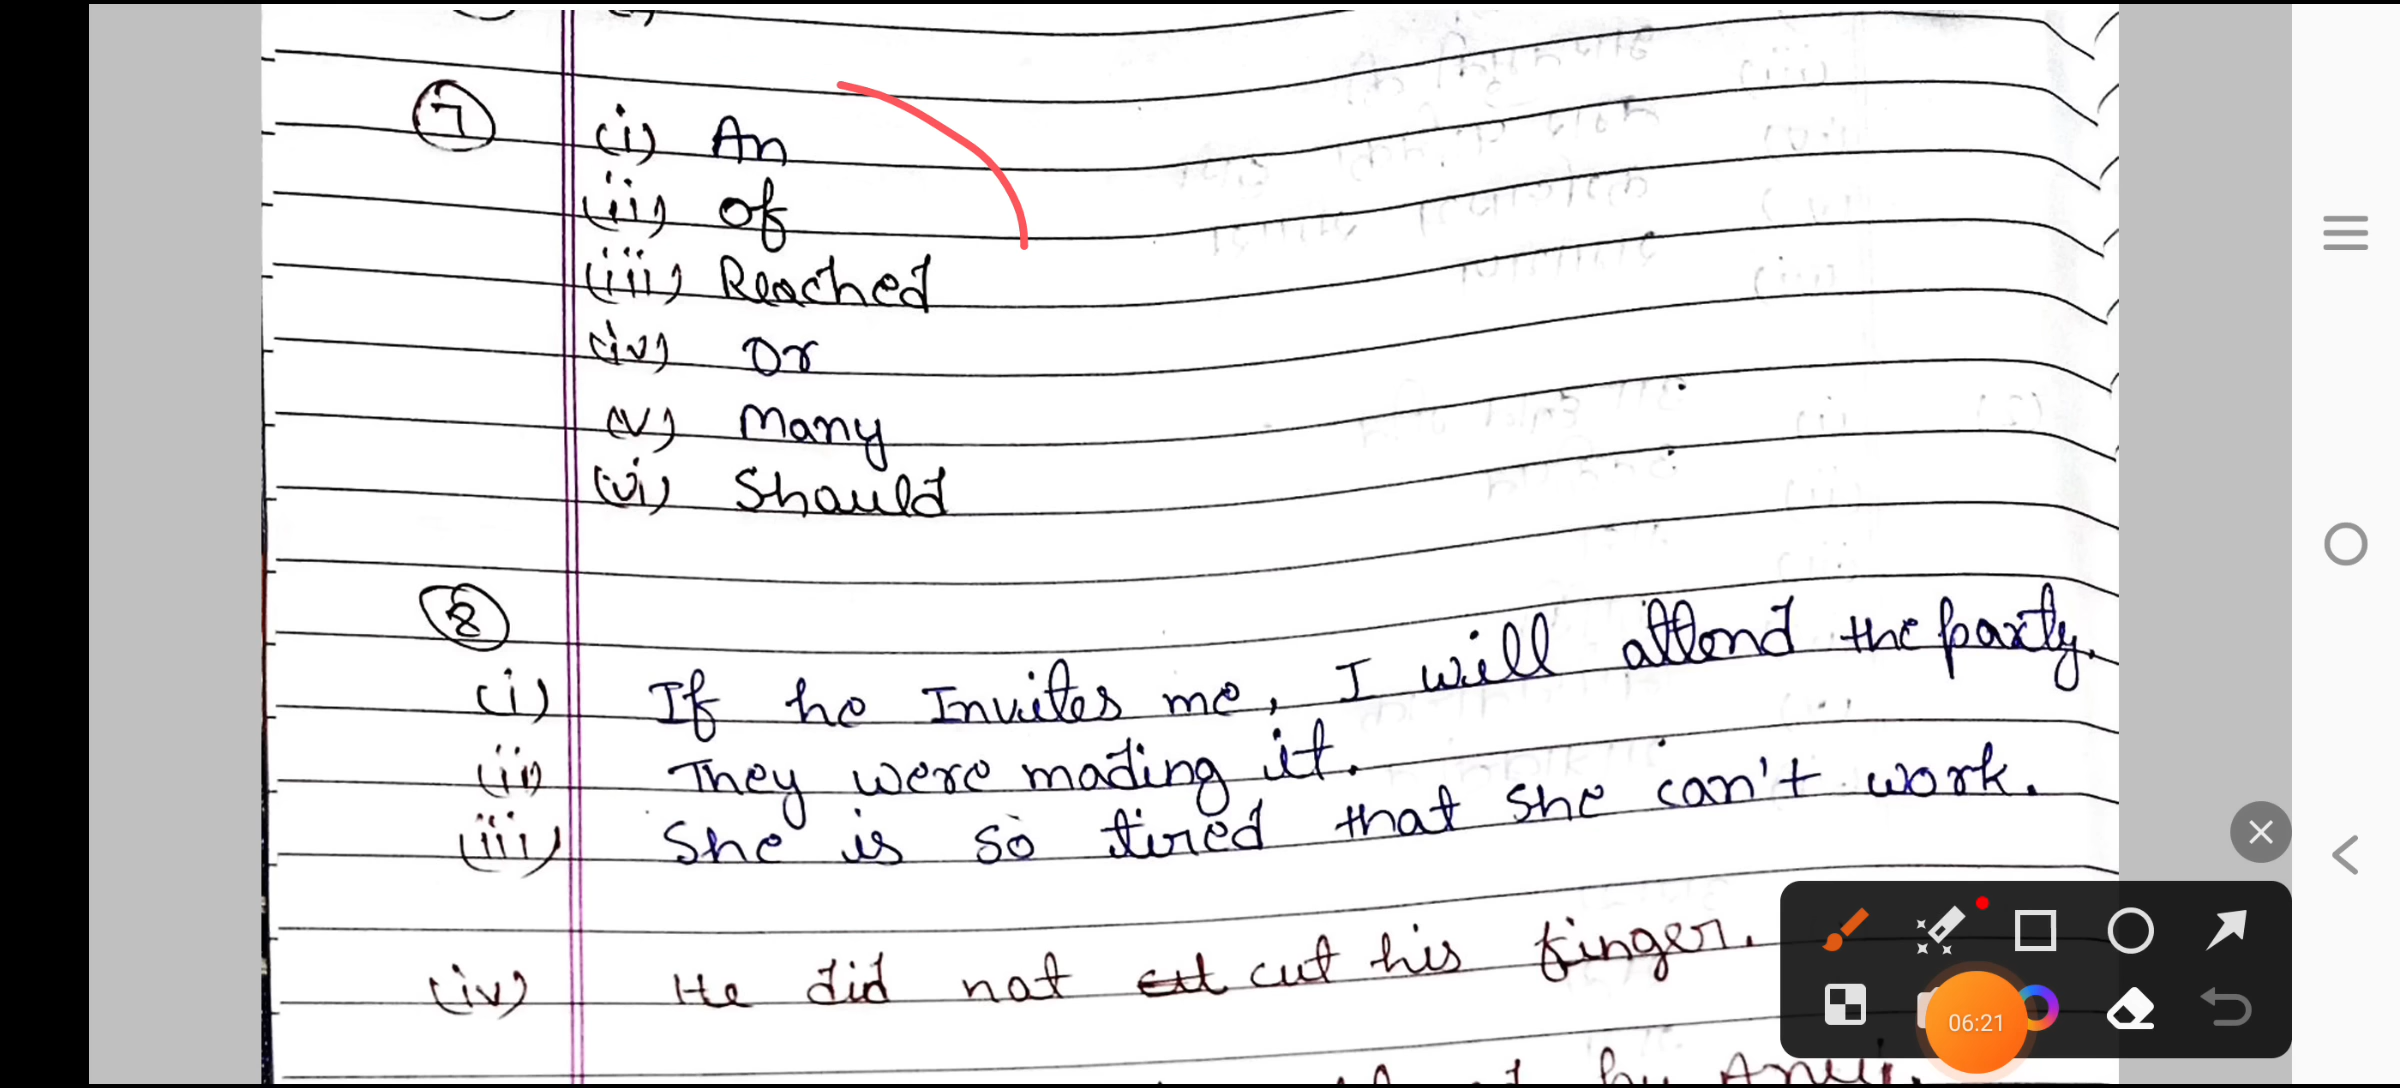 7 (i) An
(ii) Of
(iii) Reached
(iv) Or
(v) Many
(vi) Should
8
(i) If he Invites me, I will attend the party.
(ii) They were mading it.
(iii) She is so tired that she can't work.
(iv) He did not cut his finger.
by
06:21